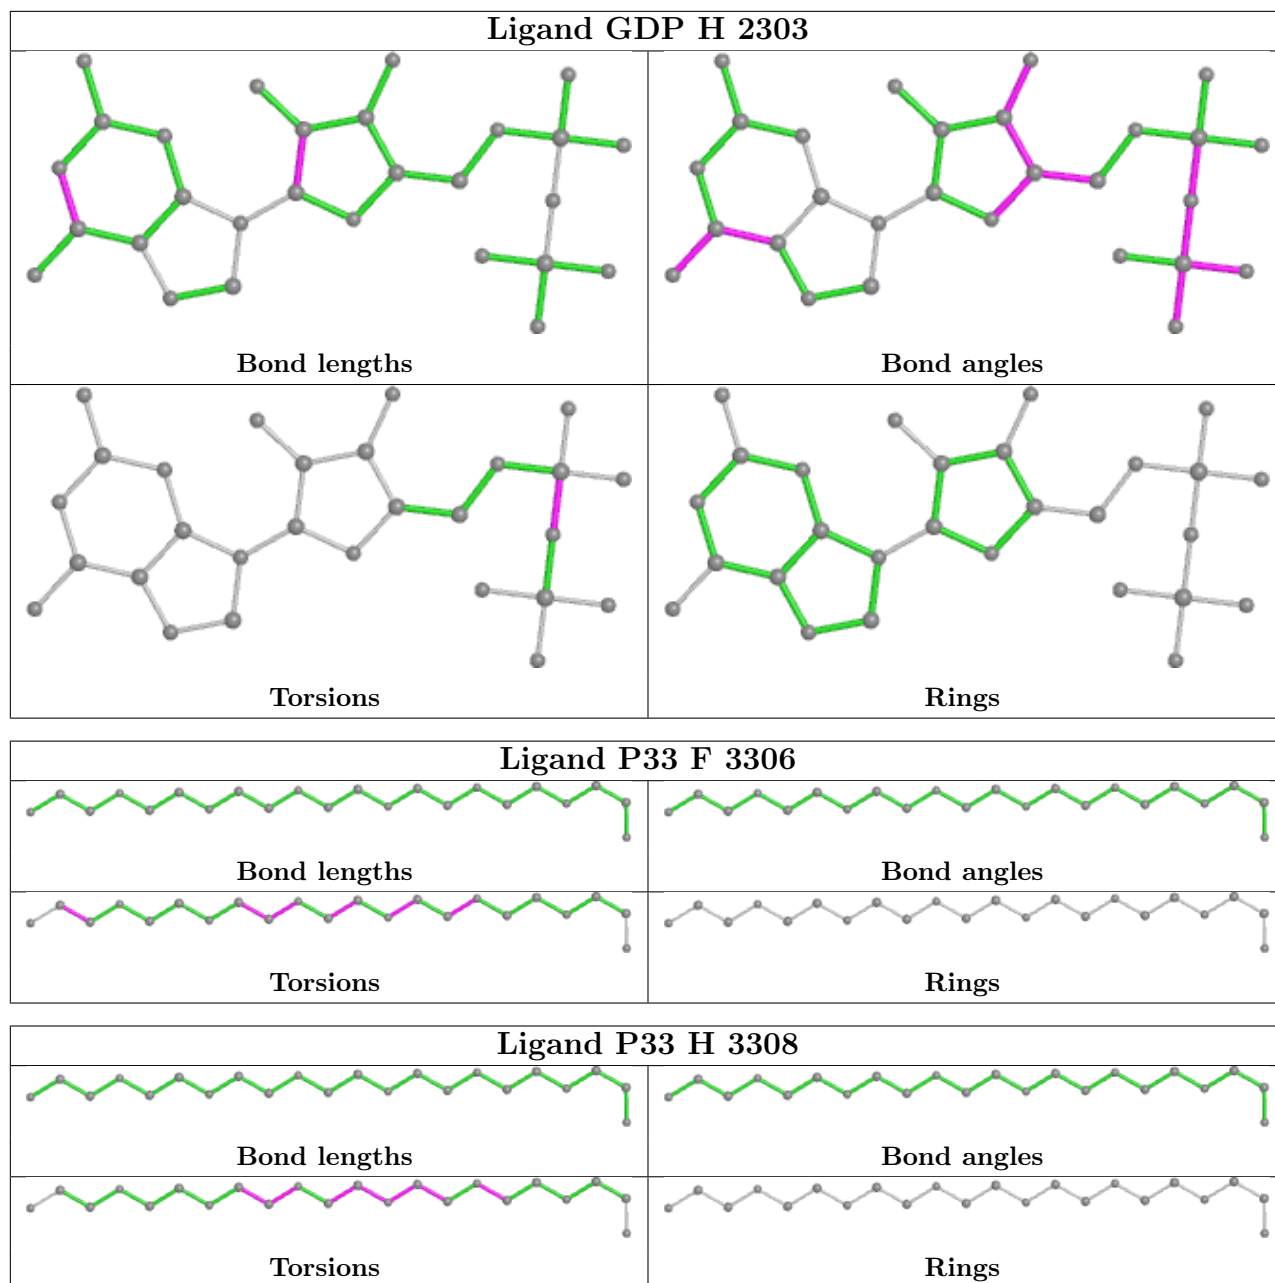 Ligand GDP H 2303
Bond lengths
Bond angles
Torsions
Rings
Ligand P33 F 3306
Bond lengths
Bond angles
Torsions
Rings
Ligand P33 H 3308
Bond lengths
Bond angles
Torsions
Rings